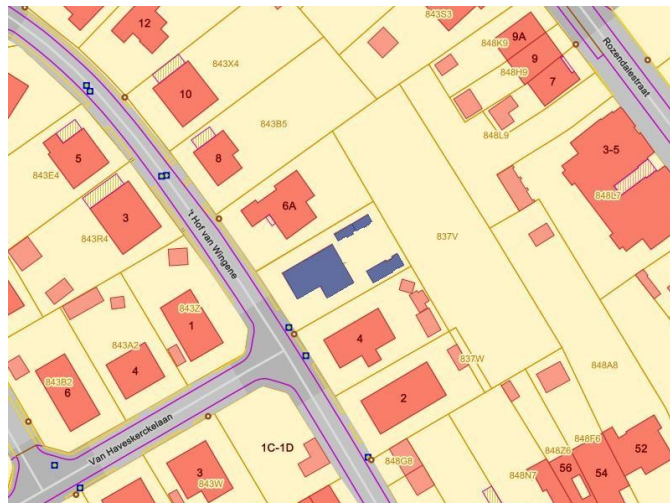 12
843S3
9A
848K9
9
848H9
7
Rozendalestraat
843X4
10
843B5
848L9
5
8
843E4
3-5
848L7
3
6A
843R4
't Hof van Wingene
837V
843Z
1
843A2
4
4
837W
848A8
843B2
6
2
Van Haveskerckelaan
1C-1D
848G8
848Z6
848F6
52
56
54
3
843W
848N7